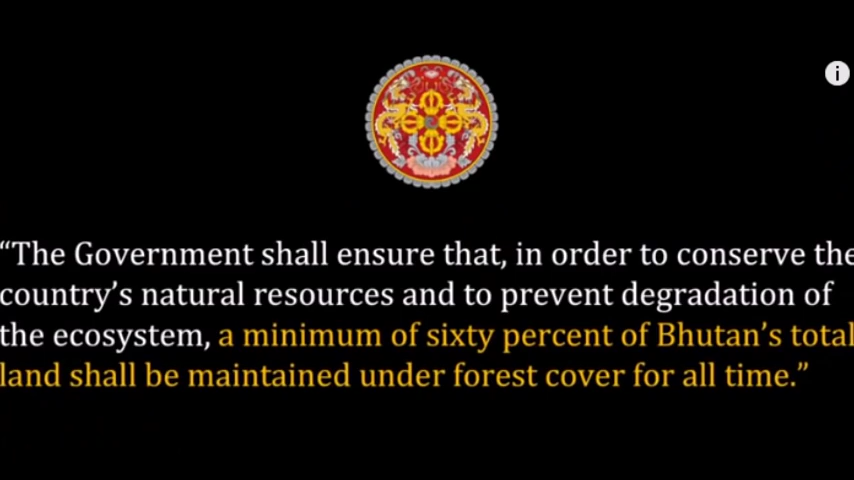 “The Government shall ensure that, in order to conserve the
country’s natural resources and to prevent degradation of
the ecosystem, a minimum of sixty percent of Bhutan’s total
land shall be maintained under forest cover for all time.”